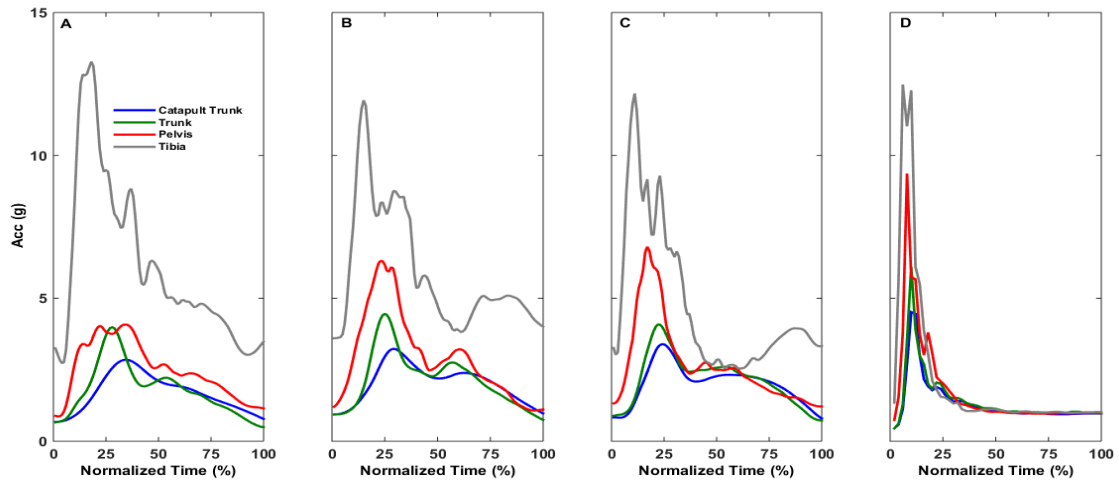 15
10
5
0
Acc (g)
A
Catapult Trunk
Trunk
Pelvis
Tibia
0 25 50 75 100
Normalized Time (%)
B
0 25 50 75 100
Normalized Time (%)
C
0 25 50 75 100
Normalized Time (%)
D
0 25 50 75 100
Normalized Time (%)